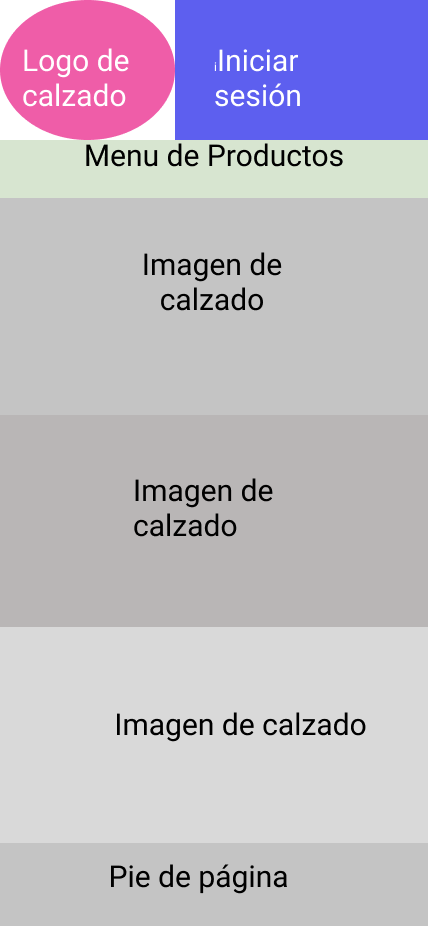 Logo de
calzado
iIniciar
sesión
Menu de Productos
Imagen de
calzado
Imagen de
calzado
Imagen de calzado
Pie de página